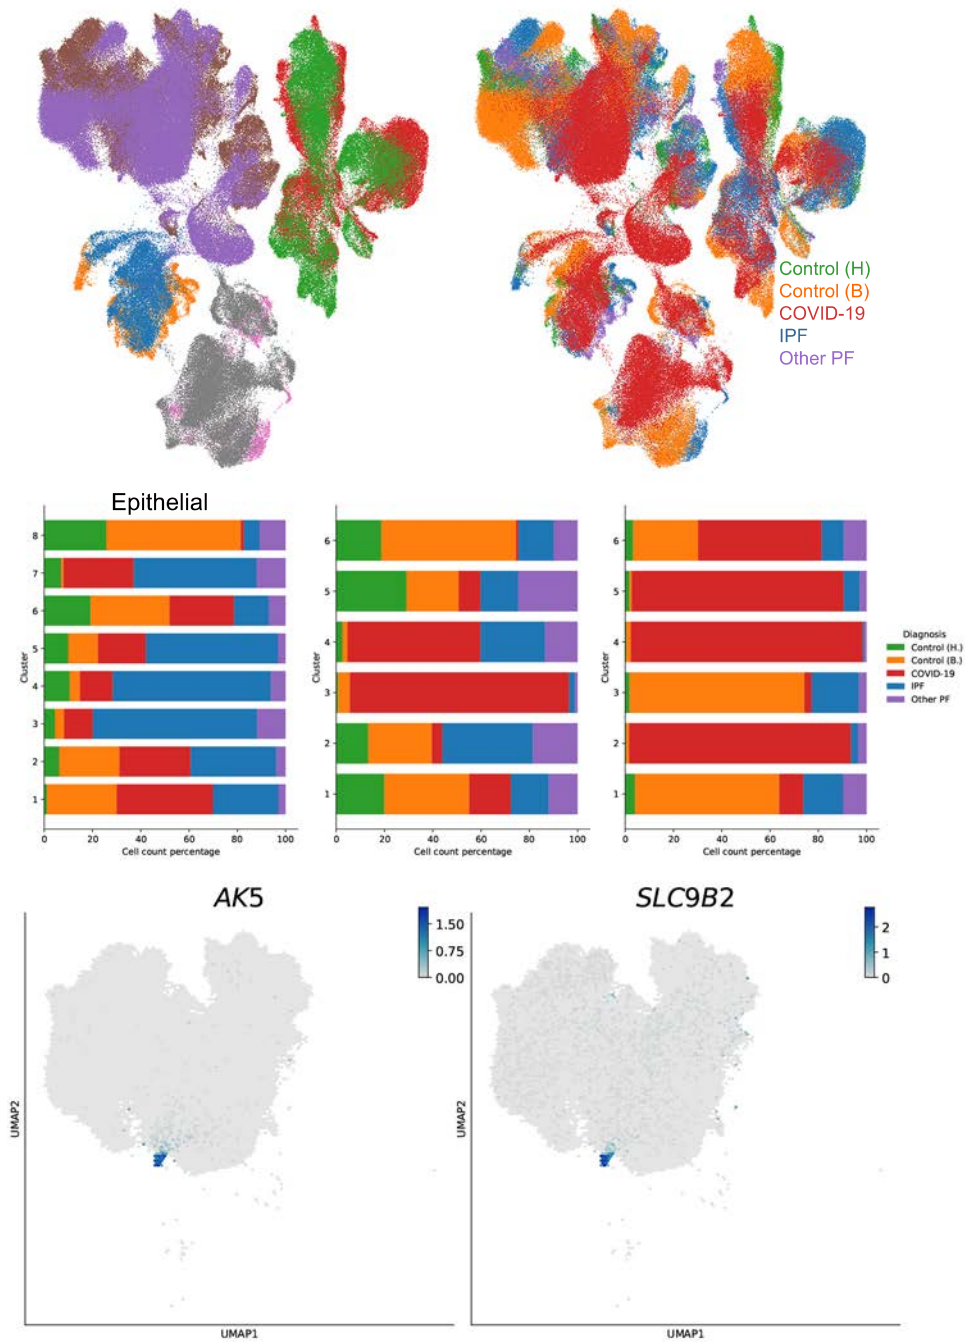 Control (H)
Control (B)
COVID-19
IPF
Other PF
Epithelial
8
7
6
5
4
3
2
1
Cluster
0 20 40 60 80 100
Cell count percentage
6
5
4
3
2
1
Cluster
0 20 40 60 80 100
Cell count percentage
6
5
4
3
2
1
Cluster
0 20 40 60 80 100
Cell count percentage
Diagnosis
Control (H.)
Control (B.)
COVID-19
IPF
Other PF
AK5
1.50
0.75
0.00
UMAP2
UMAP1
SLC9B2
2
1
0
UMAP2
UMAP1